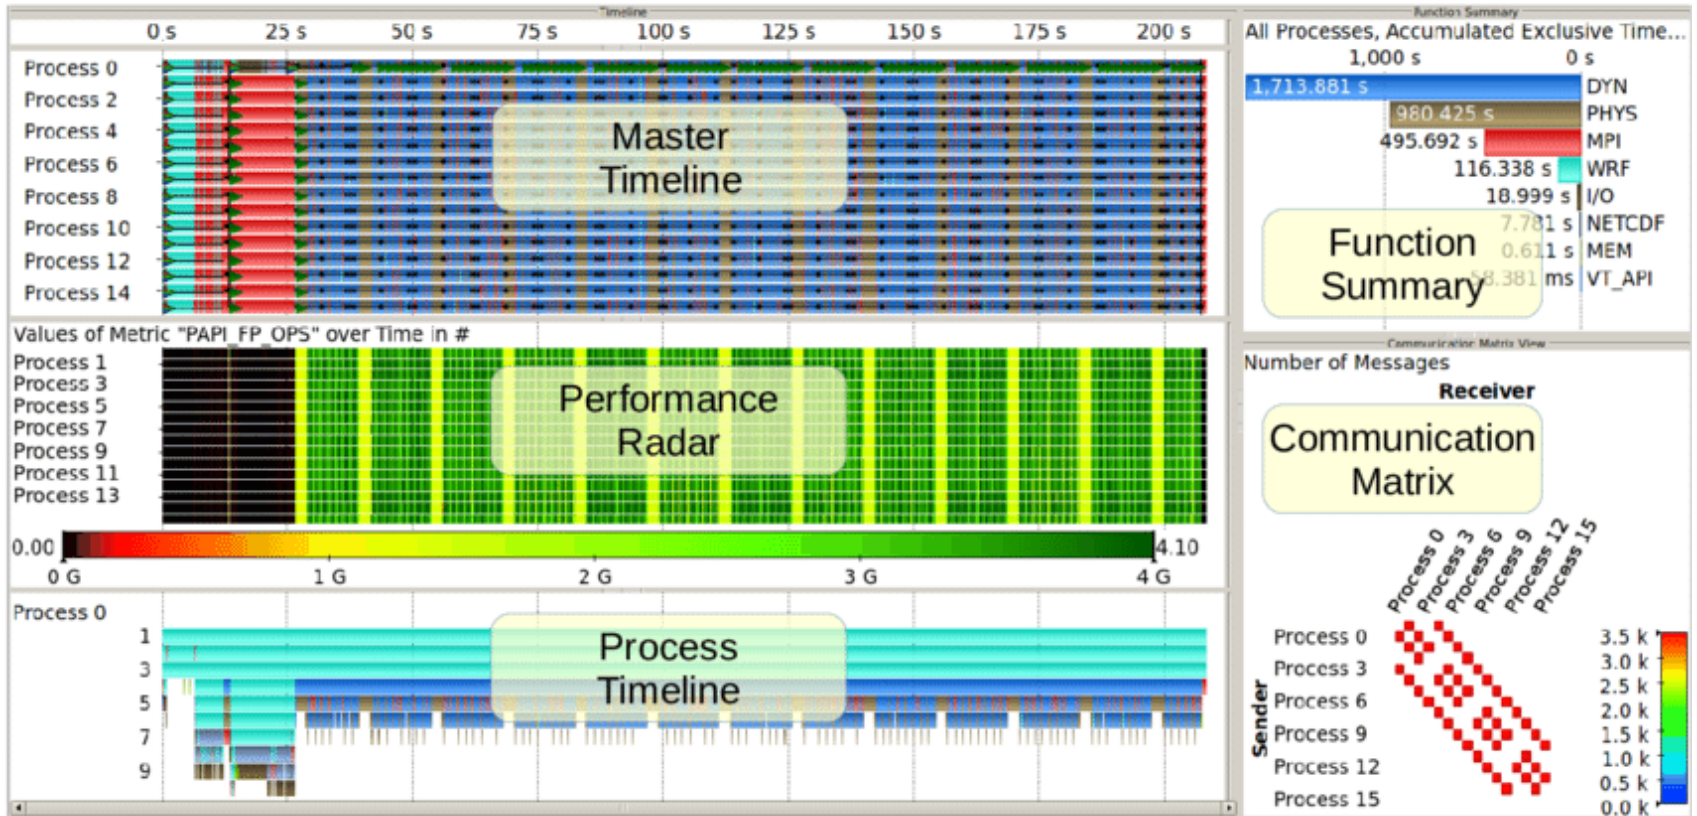 Timeline
0 s 25 s 50 s 75 s 100 s 125 s 150 s 175 s 200 s
Process 0
Process 2
Process 4
Process 6
Process 8
Process 10
Process 12
Process 14
Master
Timeline
Values of Metric "PAPI_FP_OPS" over Time in #
Process 1
Process 3
Process 5
Process 7
Process 9
Process 11
Process 13
Performance
Radar
0.00 4.10
0 G 1 G 2 G 3 G 4 G
Process 0
1
3
5
7
9
Process
Timeline
Function Summary
All Processes, Accumulated Exclusive Time...
1,000 s 0 s
1,713.881 s DYN
980.425 s PHYS
495.692 s MPI
116.338 s WRF
18.999 s I/O
7.781 s NETCDF
0.611 s MEM
58.381 ms VT_API
Function
Summary
Communication Matrix View
Number of Messages
Receiver
Communication
Matrix
Process 0
Process 3
Process 6
Process 9
Process 12
Process 15
Sender
Process 0
Process 3
Process 6
Process 9
Process 12
Process 15
3.5 k
3.0 k
2.5 k
2.0 k
1.5 k
1.0 k
0.5 k
0.0 k